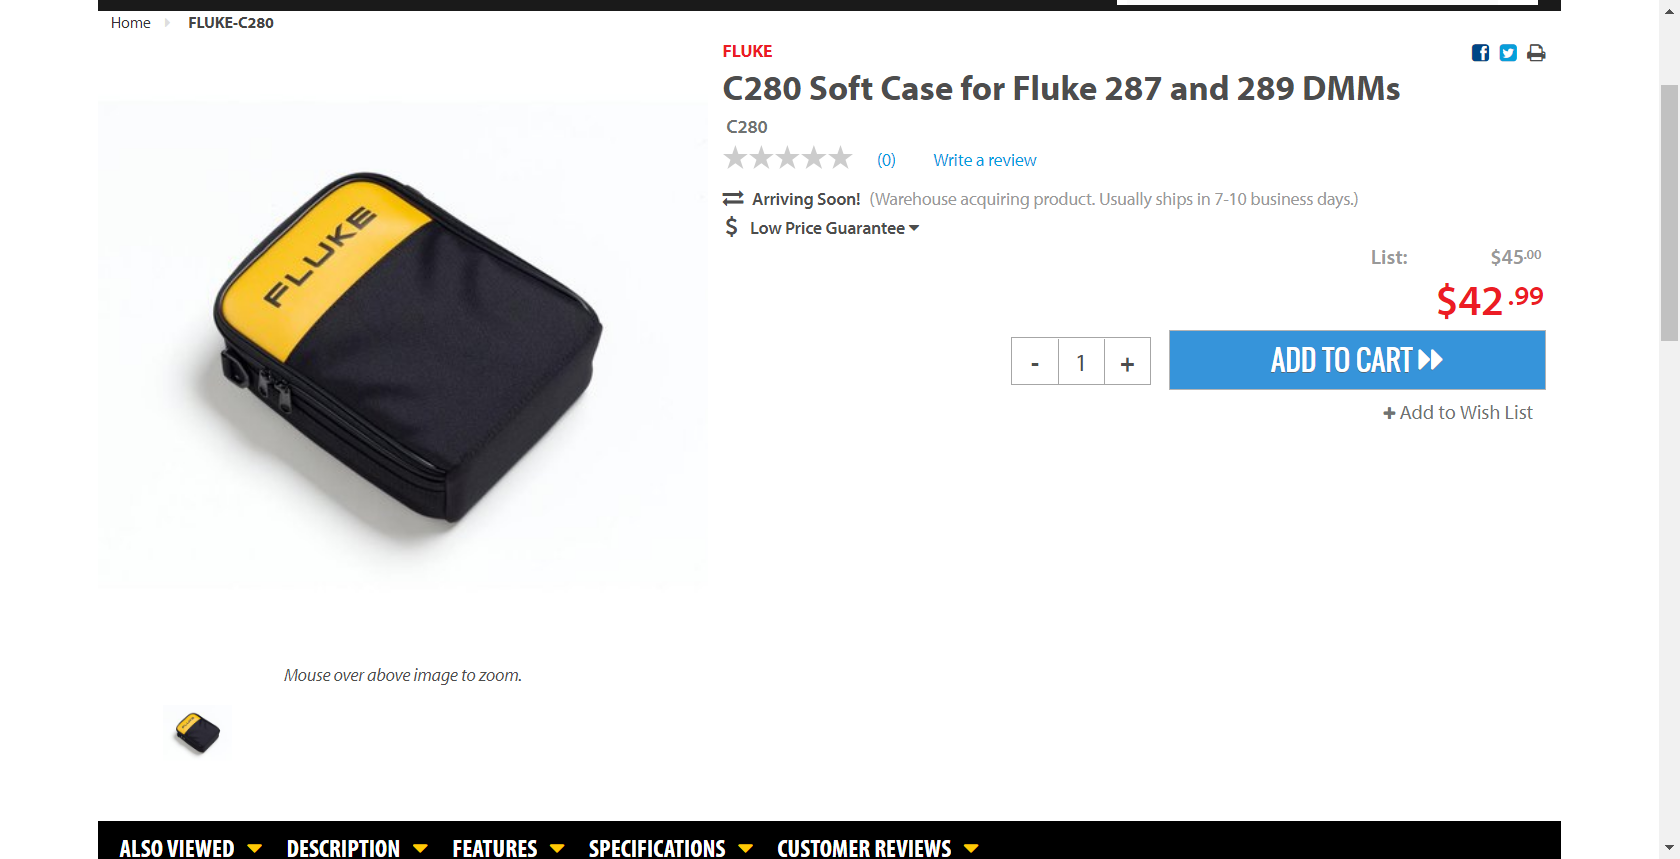 Home FLUKE-C280
FLUKE
C280 Soft Case for Fluke 287 and 289 DMMs
C280
(0) Write a review
Arriving Soon! (Warehouse acquiring product. Usually ships in 7-10 business days.)
$ Low Price Guarantee
List: $45.00
$42.99
- 1 + ADD TO CART
+ Add to Wish List
FLUKE
Mouse over above image to zoom.
FLUKE
ALSO VIEWED DESCRIPTION FEATURES SPECIFICATIONS CUSTOMER REVIEWS